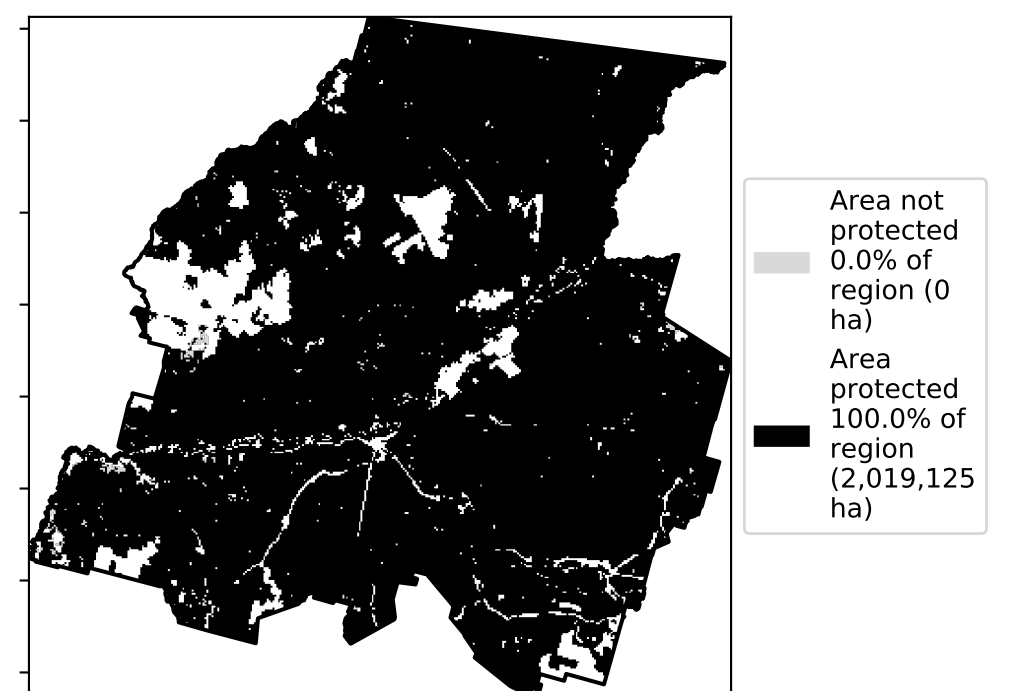 Area not
protected
0.0% of
region (0
ha)
Area
protected
100.0% of
region
(2,019,125
ha)